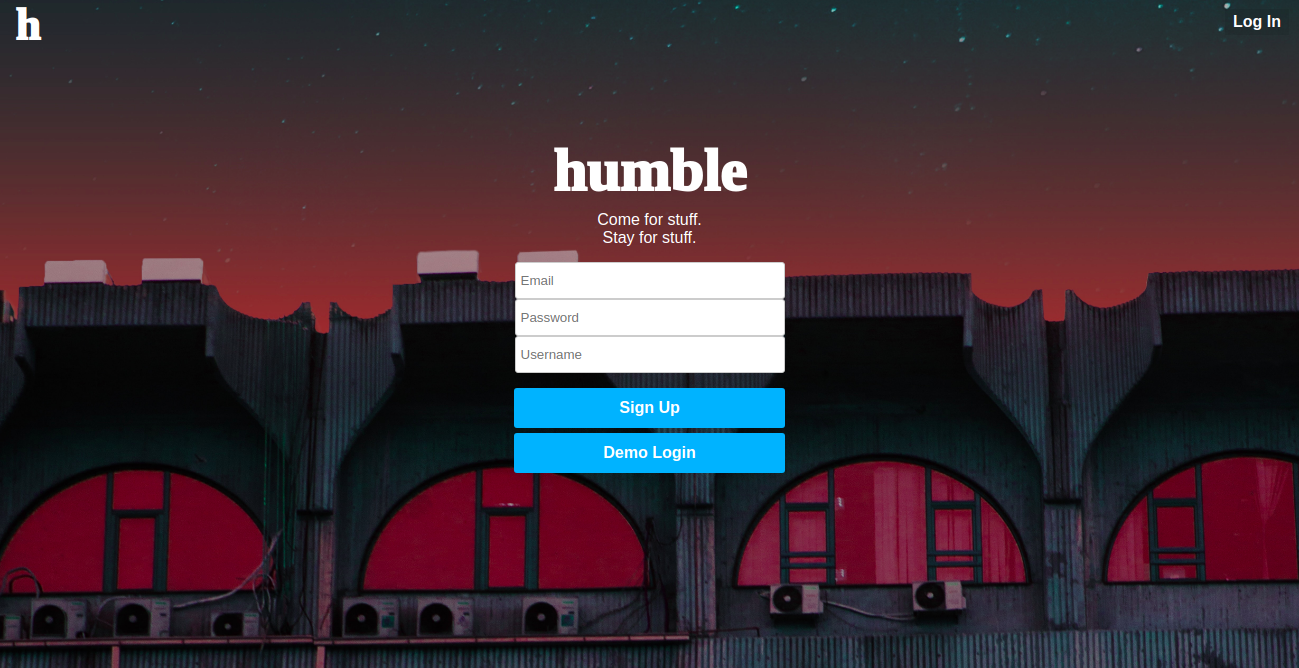 h
Log In
humble
Come for stuff.
Stay for stuff.
Email
Password
Username
Sign Up
Demo Login